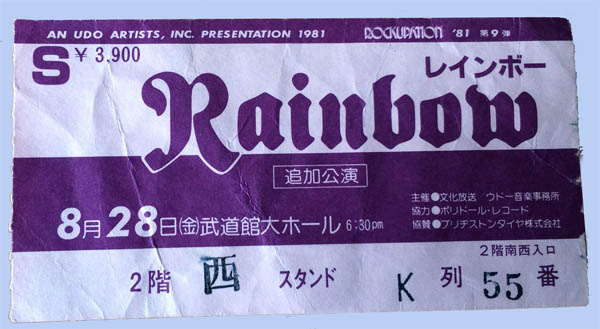 AN UDO ARTISTS, INC. PRESENTATION 1981 ROCKUPATION '81 第9弾
S ¥3,900 レインボー
Rainbow
追加公演
主催●文化放送 ウドー音楽事務所
協力●ポリドール・レコード
協賛●ブリヂストンタイヤ株式会社
8月28日(金)武道館大ホール 6:30pm
2階南西入口
2階 西 スタンド K 列 55 番